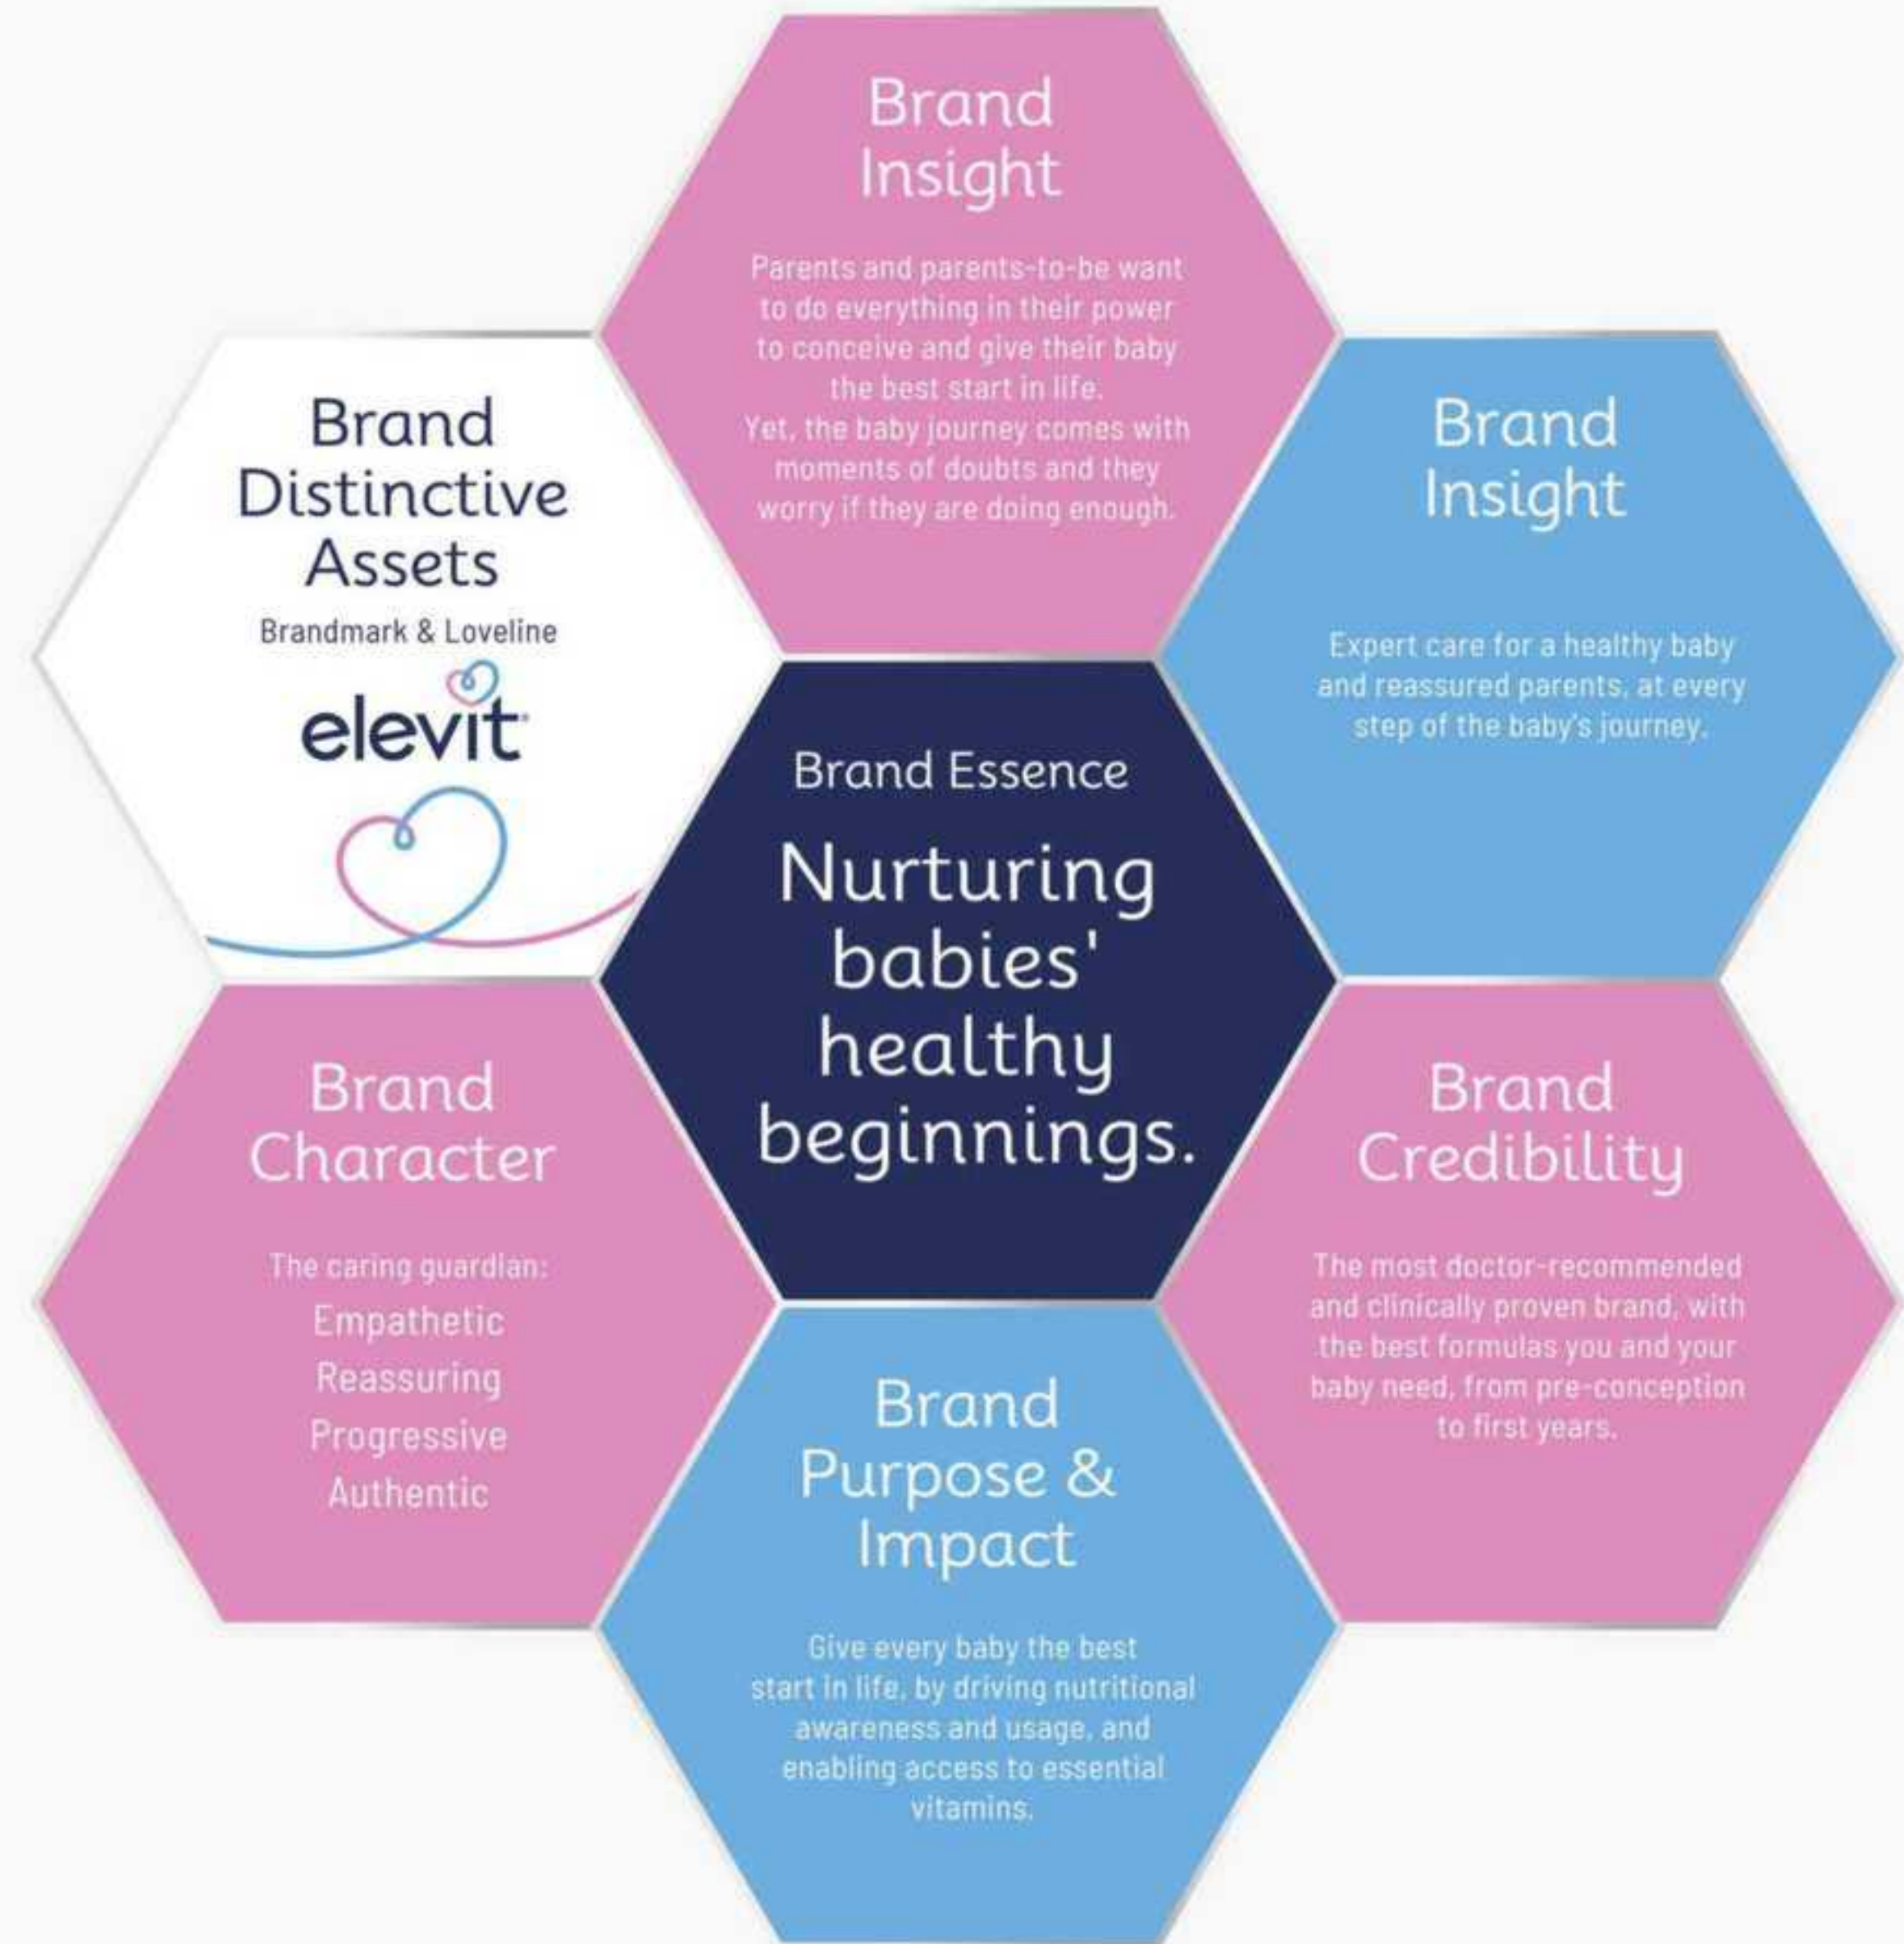 Brand
Insight
Parents and parents-to-be want
to do everything in their power
to conceive and give their baby
the best start in life.
Yet, the baby journey comes with
moments of doubts and they
worry if they are doing enough.
Brand
Distinctive
Assets
Brandmark & Loveline
elevit
Brand
Insight
Expert care for a healthy baby
and reassured parents, at every
step of the baby's journey.
Brand Essence
Nurturing
babies'
healthy
beginnings.
Brand
Character
The caring guardian:
Empathetic
Reassuring
Progressive
Authentic
Brand
Credibility
The most doctor-recommended
and clinically proven brand, with
the best formulas you and your
baby need, from pre-conception
to first years.
Brand
Purpose &
Impact
Give every baby the best
start in life, by driving nutritional
awareness and usage, and
enabling access to essential
vitamins.